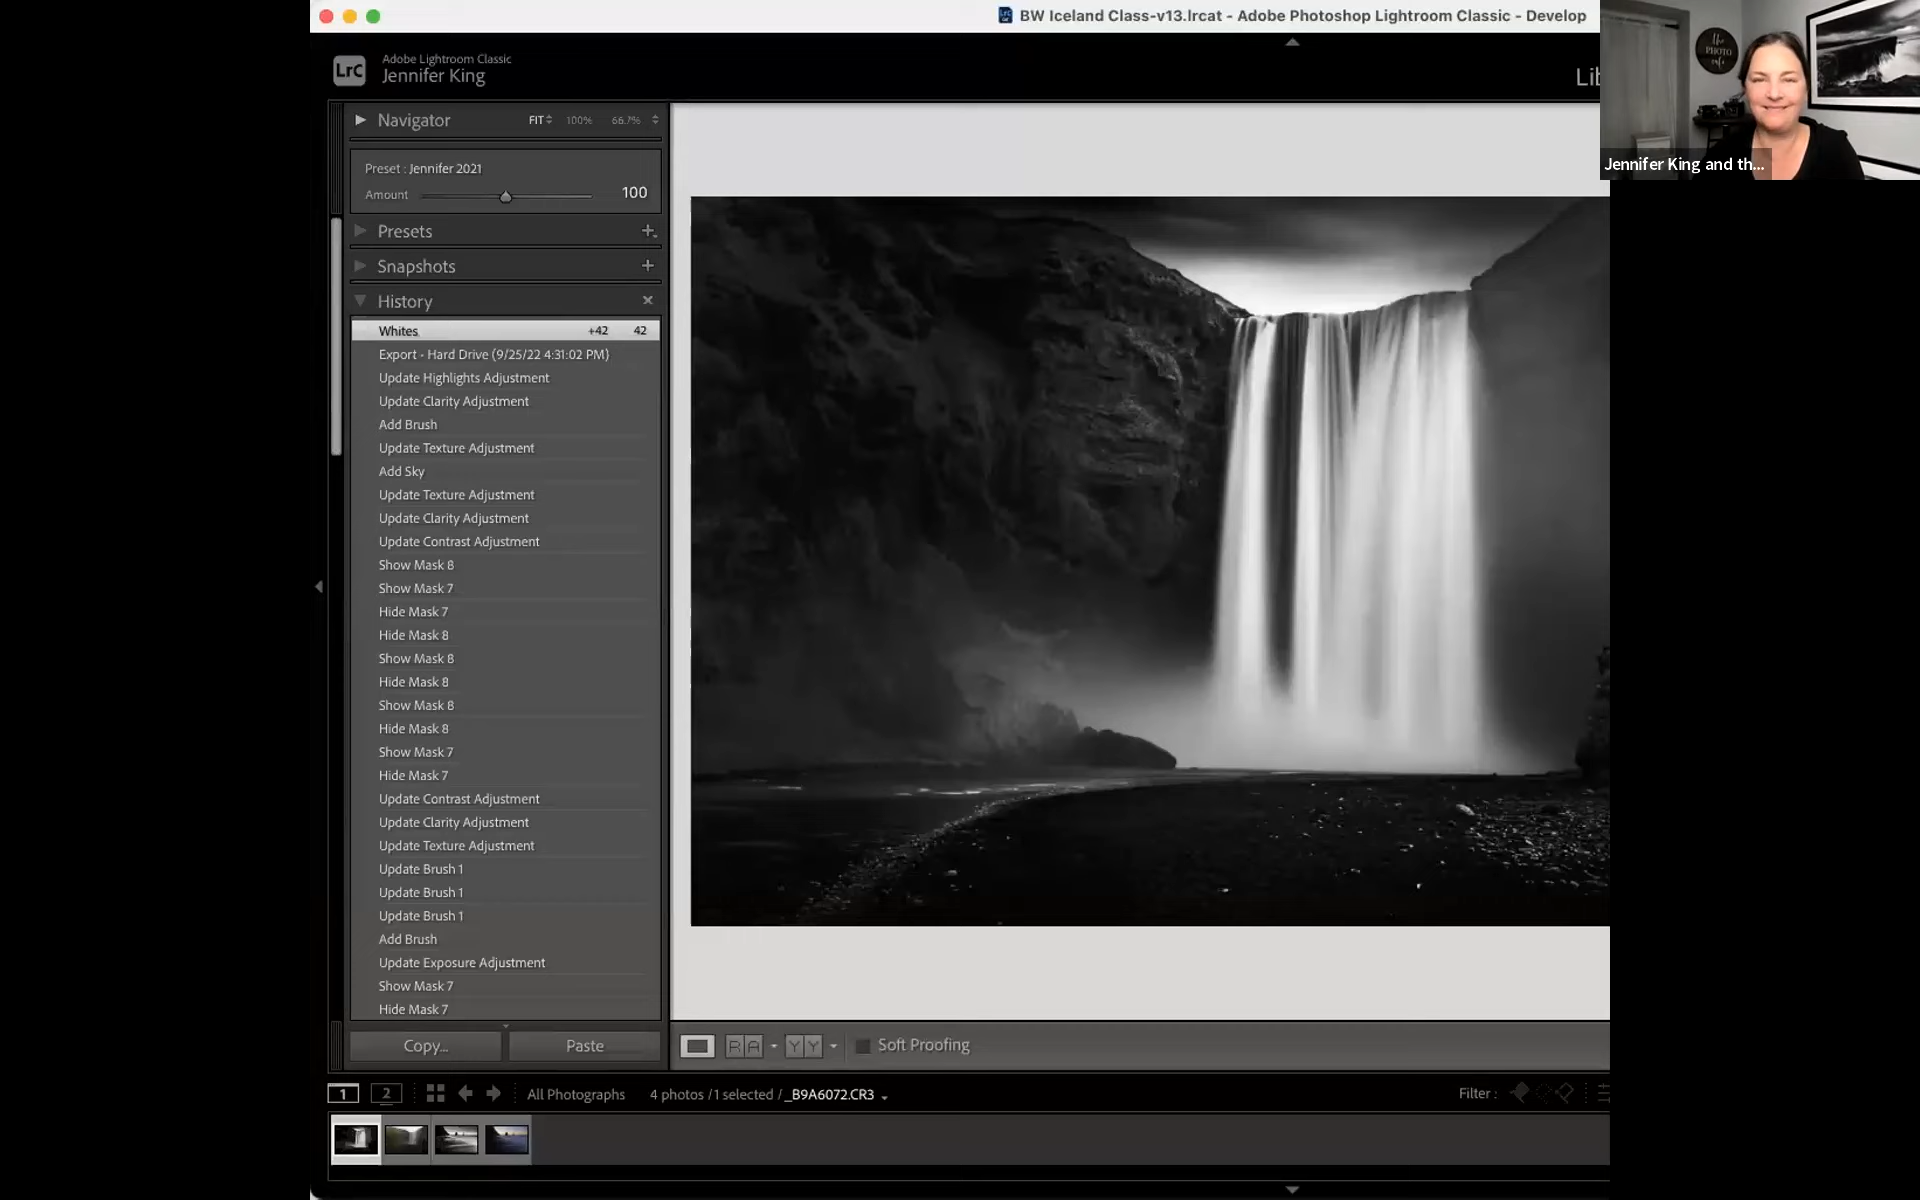 BW Iceland Class-v13.lrcat - Adobe Photoshop Lightroom Classic - Develop
LrC
Adobe Lightroom Classic
Jennifer King
Lib
the
PHOTO
Jennifer King and th...
Navigator FIT 100% 66.7%
Preset : Jennifer 2021
Amount 100
Presets
Snapshots
History
Whites +42 42
Export - Hard Drive (9/25/22 4:31:02 PM)
Update Highlights Adjustment
Update Clarity Adjustment
Add Brush
Update Texture Adjustment
Add Sky
Update Texture Adjustment
Update Clarity Adjustment
Update Contrast Adjustment
Show Mask 8
Show Mask 7
Hide Mask 7
Hide Mask 8
Show Mask 8
Hide Mask 8
Show Mask 8
Hide Mask 8
Show Mask 7
Hide Mask 7
Update Contrast Adjustment
Update Clarity Adjustment
Update Texture Adjustment
Update Brush 1
Update Brush 1
Update Brush 1
Add Brush
Update Exposure Adjustment
Show Mask 7
Hide Mask 7
Copy... Paste
R A Y Y Soft Proofing
1 2 All Photographs 4 photos / 1 selected / _B9A6072.CR3
Filter :